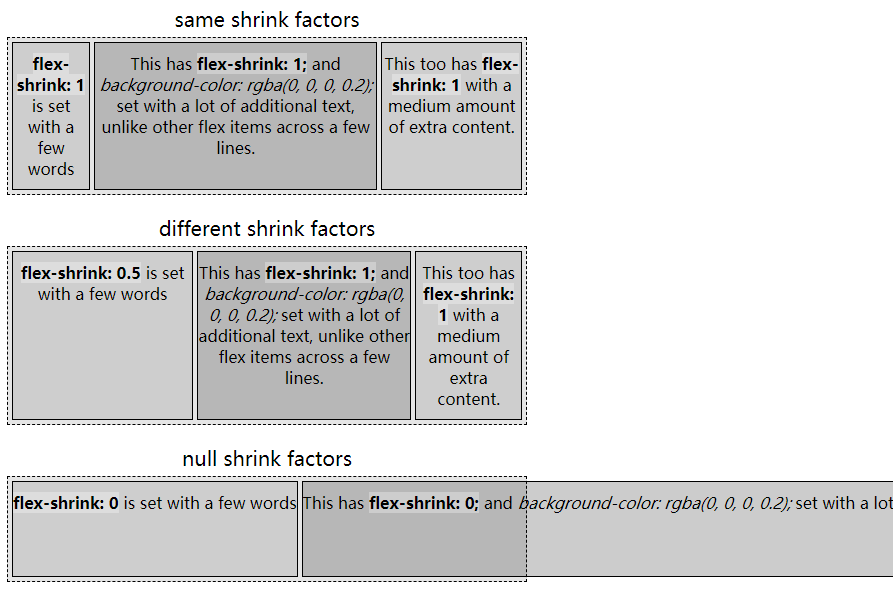 same shrink factors
flex-
shrink: 1
is set
with a
few
words
This has flex-shrink: 1; and
background-color: rgba(0, 0, 0, 0.2);
set with a lot of additional text,
unlike other flex items across a few
lines.
This too has flex-
shrink: 1 with a
medium amount
of extra content.
different shrink factors
flex-shrink: 0.5 is set
with a few words
This has flex-shrink: 1; and
background-color: rgba(0,
0, 0, 0.2); set with a lot of
additional text, unlike other
flex items across a few
lines.
This too has
flex-shrink:
1 with a
medium
amount of
extra
content.
null shrink factors
flex-shrink: 0 is set with a few words
This has flex-shrink: 0; and background-color: rgba(0, 0, 0, 0.2); set with a lot